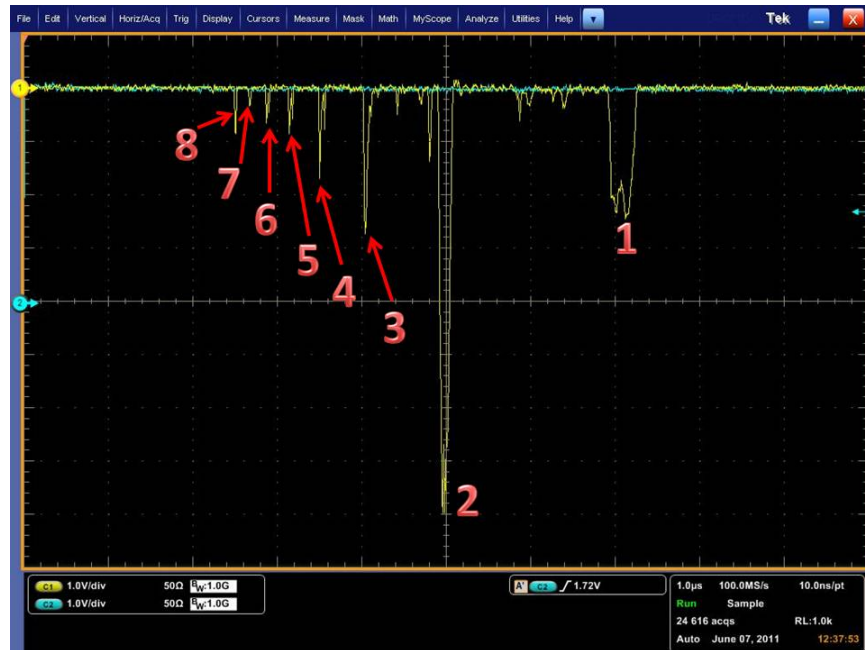 File Edit Vertical Horiz/Acq Trig Display Cursors Measure Mask Math MyScope Analyze Utilities Help Tek X
1
8
7
6
5
4
3
1
2
2
C1 1.0V/div 50Ω BW:1.0G
C2 1.0V/div 50Ω BW:1.0G
A' C2 1.72V
1.0µs 100.0MS/s 10.0ns/pt
Run Sample
24 616 acqs RL:1.0k
Auto June 07, 2011 12:37:53